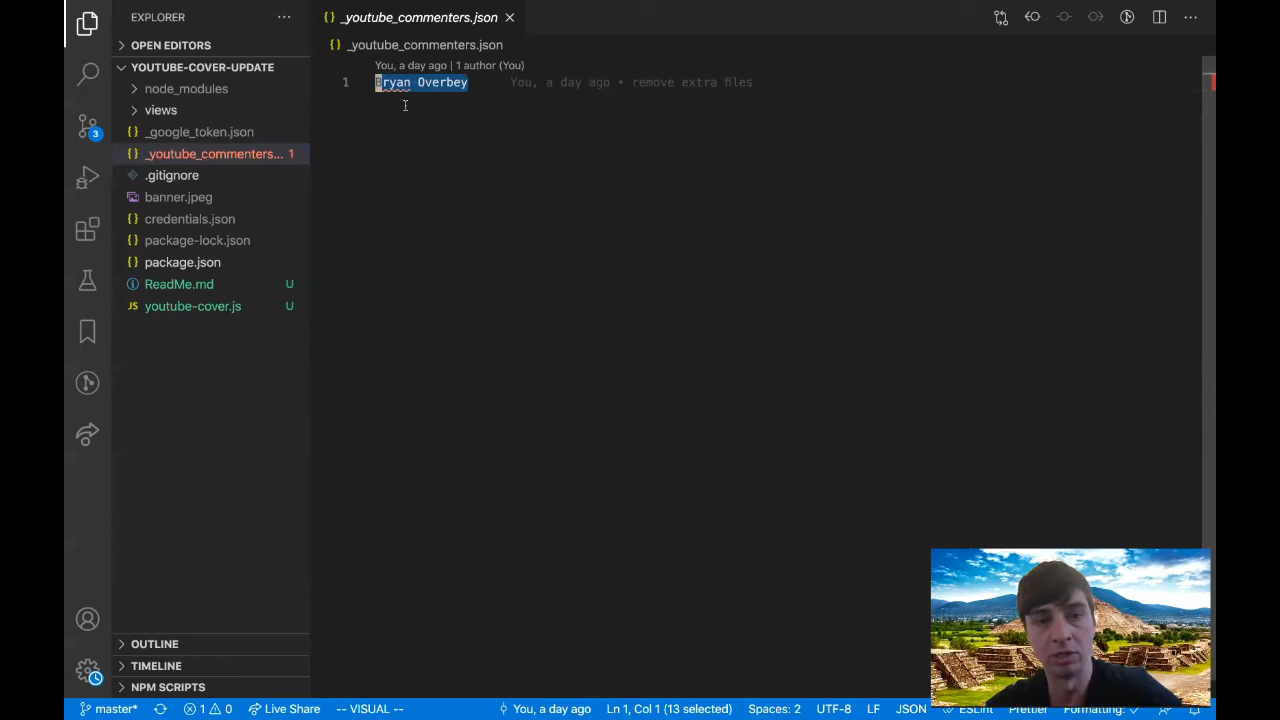 EXPLORER
_youtube_commenters.json
OPEN EDITORS
YOUTUBE-COVER-UPDATE
node_modules
views
_google_token.json
_youtube_commenters... 1
.gitignore
banner.jpeg
credentials.json
package-lock.json
package.json
ReadMe.md U
youtube-cover.js U
3
OUTLINE
TIMELINE
NPM SCRIPTS
_youtube_commenters.json
You, a day ago | 1 author (You)
1 Bryan Overbey You, a day ago • remove extra files
master* 1 0 Live Share -- VISUAL -- You, a day ago Ln 1, Col 1 (13 selected) Spaces: 2 UTF-8 LF JSON ESLint Prettier Formatting: ✓